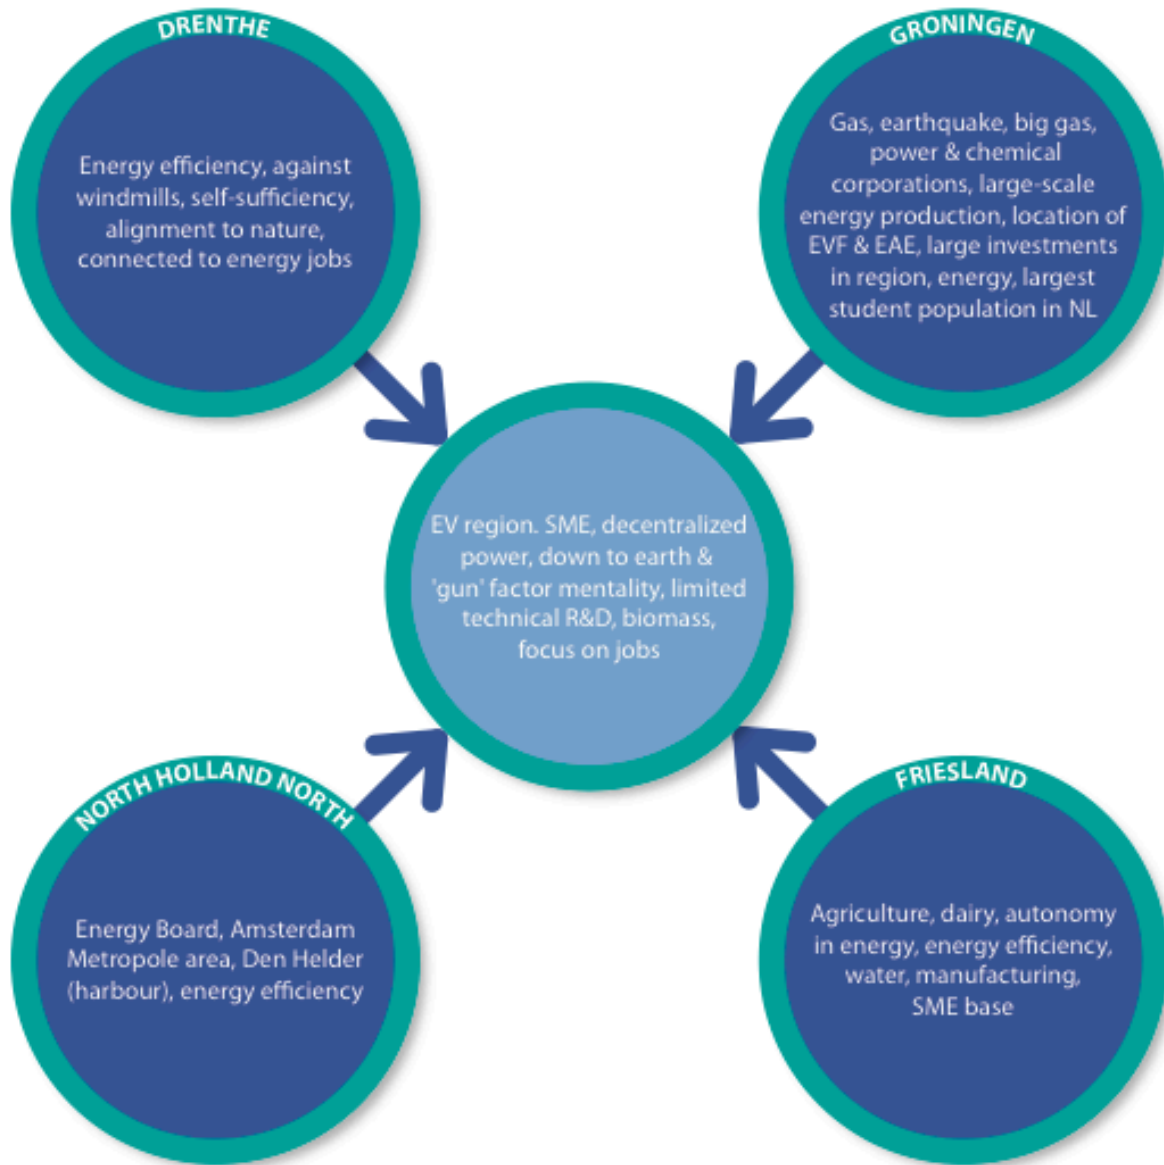 DRENTHE
Energy efficiency, against
windmills, self-sufficiency,
alignment to nature,
connected to energy jobs
GRONINGEN
Gas, earthquake, big gas,
power & chemical
corporations, large-scale
energy production, location of
EVF & EAE, large investments
in region, energy, largest
student population in NL
EV region. SME, decentralized
power, down to earth &
'gun' factor mentality, limited
technical R&D, biomass,
focus on jobs
NORTH HOLLAND NORTH
Energy Board, Amsterdam
Metropole area, Den Helder
(harbour), energy efficiency
FRIESLAND
Agriculture, dairy, autonomy
in energy, energy efficiency,
water, manufacturing,
SME base